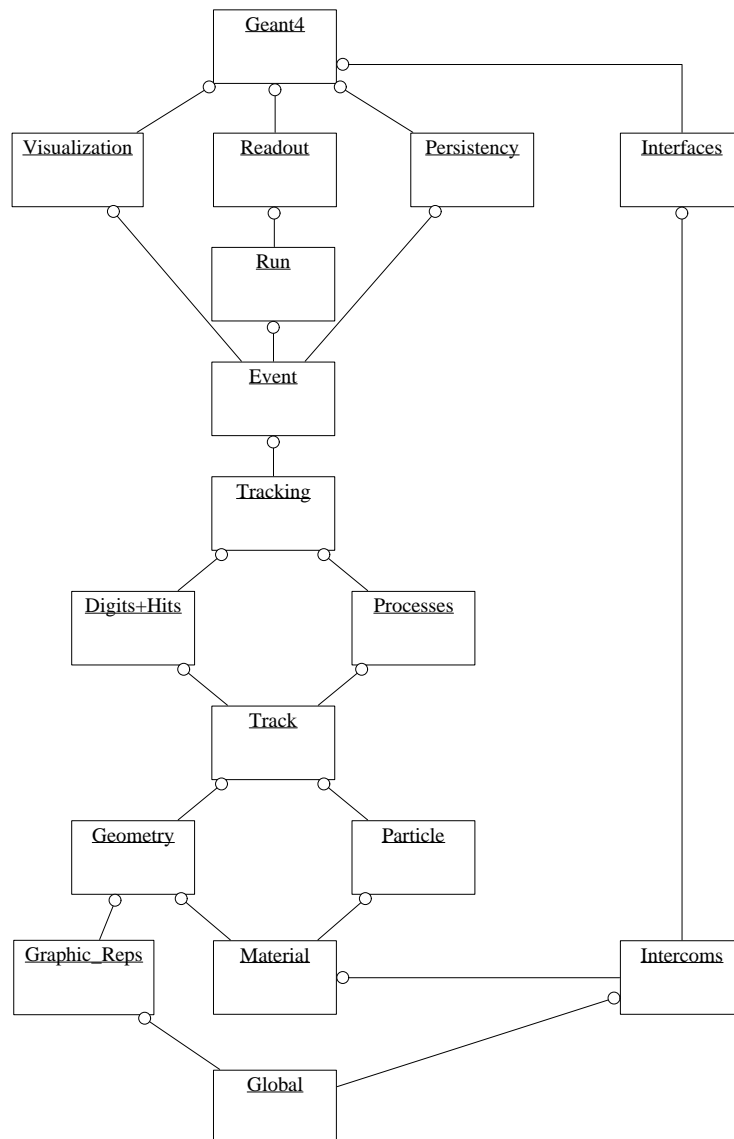 Geant4
Visualization
Readout
Persistency
Interfaces
Run
Event
Tracking
Digits+Hits
Processes
Track
Geometry
Particle
Graphic_Reps
Material
Intercoms
Global